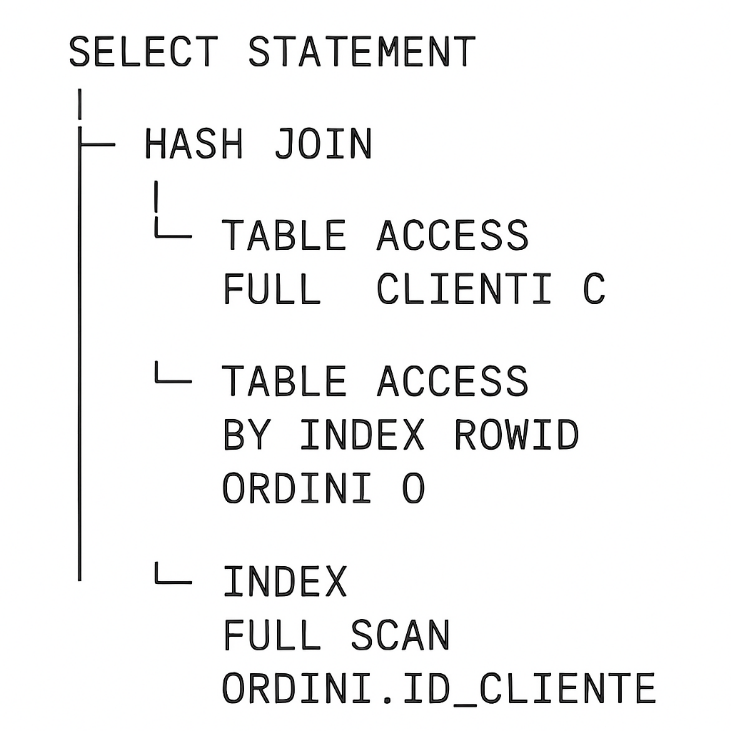 SELECT STATEMENT
HASH JOIN
TABLE ACCESS
FULL  CLIENTI C
TABLE ACCESS
BY INDEX ROWID
ORDINI O
INDEX
FULL SCAN
ORDINI.ID_CLIENTE